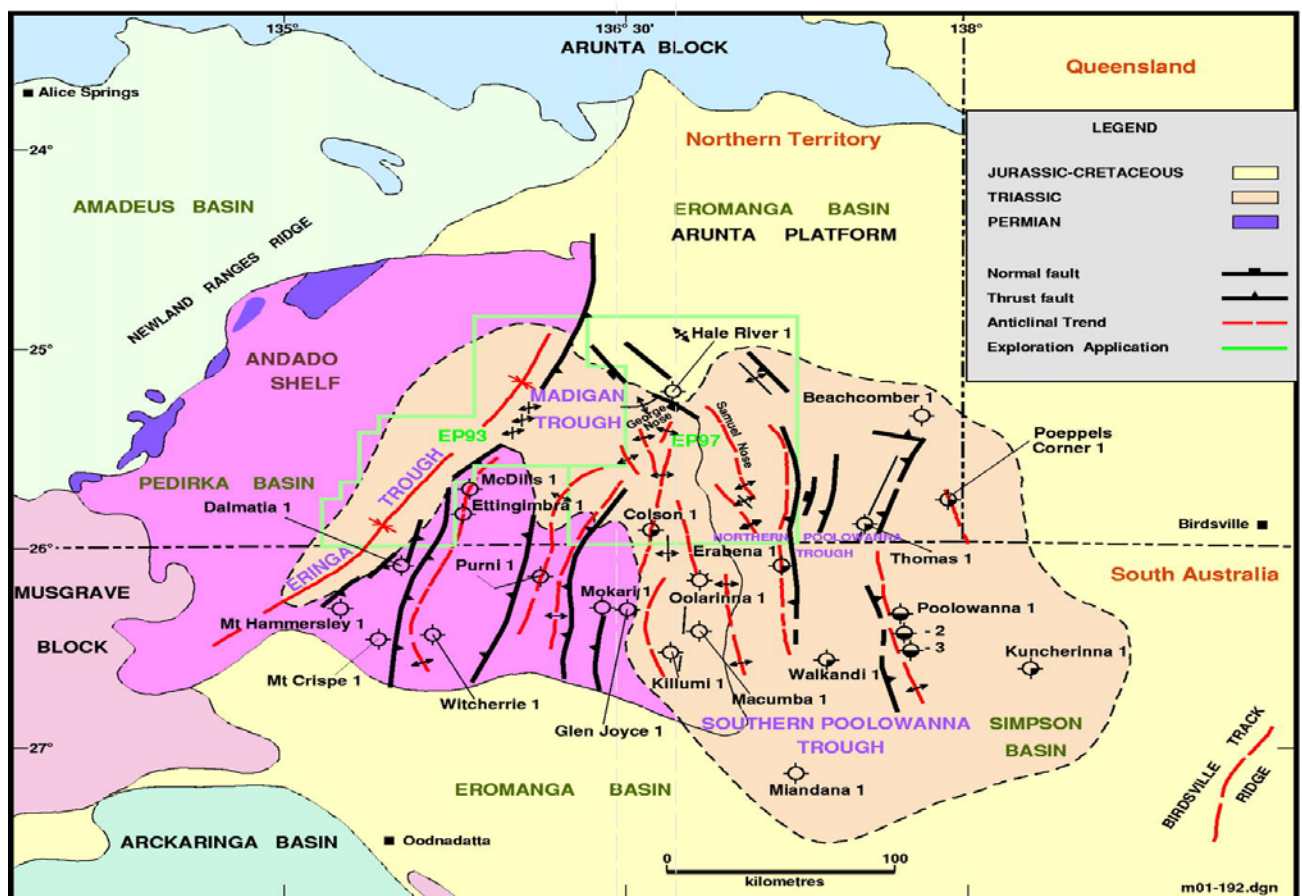 135°
136° 30'
138°
ARUNTA BLOCK
Queensland
Alice Springs
24°
Northern Territory
LEGEND
JURASSIC-CRETACEOUS
TRIASSIC
PERMIAN
Normal fault
Thrust fault
Anticlinal Trend
Exploration Application
AMADEUS BASIN
EROMANGA BASIN
ARUNTA PLATFORM
NEWLAND RANGES RIDGE
25°
Hale River 1
ANDADO
SHELF
MADIGAN
TROUGH
George
Nose
Samuel Nose
Beachcomber 1
EP93
EP97
Poeppels
Corner 1
PEDIRKA BASIN
Dalmatia 1
McDills 1
Ettingimbra 1
Colson 1
Birdsville
26°
ERINGA TROUGH
NORTHERN POOLOWANNA
TROUGH
Erabena 1
Thomas 1
Purni 1
South Australia
MUSGRAVE
BLOCK
Mokari 1
Oolarinna 1
Poolowanna 1
- 2
- 3
Mt Hammersley 1
Kuncherinna 1
Mt Crispe 1
Witcherrie 1
Killumi 1
Walkandi 1
Macumba 1
Glen Joyce 1
SOUTHERN POOLOWANNA
TROUGH
SIMPSON
BASIN
27°
Miandana 1
EROMANGA BASIN
BIRDSVILLE TRACK
RIDGE
ARCKARINGA BASIN
Oodnadatta
0
100
kilometres
m01-192.dgn